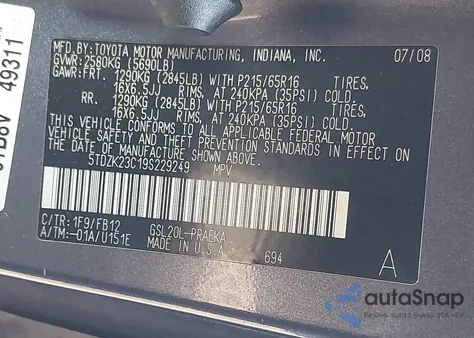 MFD. BY: TOYOTA MOTOR MANUFACTURING, INDIANA, INC. 07/08
GVWR: 2580KG (5690LB)
GAWR:FRT. 1290KG (2845LB) WITH P215/65R16 TIRES,
16X6.5JJ RIMS, AT 240KPA (35PSI) COLD.
RR. 1290KG (2845LB) WITH P215/65R16 TIRES,
16X6.5JJ RIMS, AT 240KPA (35PSI) COLD.
THIS VEHICLE CONFORMS TO ALL APPLICABLE FEDERAL MOTOR
VEHICLE SAFETY AND THEFT PREVENTION STANDARDS IN EFFECT ON
THE DATE OF MANUFACTURE SHOWN ABOVE.
5TDZK23C19S229249 MPV
C/TR: 1F9/FB12 GSL20L-PRAEKA
A/TM:-01A/U151E MADE IN U.S.A.
694
A
49311
autoSnap